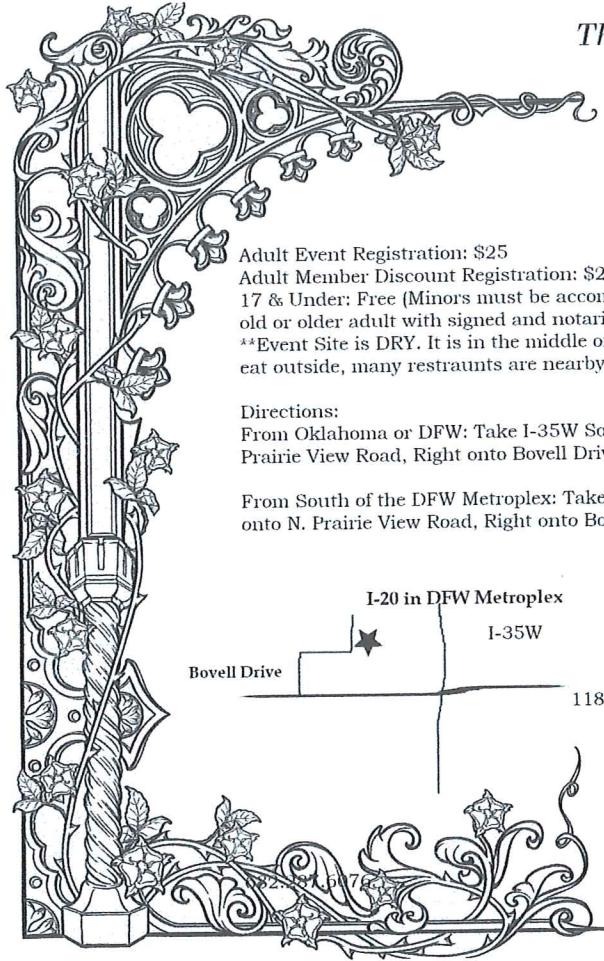 Th
Adult Event Registration: $25
Adult Member Discount Registration: $2
17 & Under: Free (Minors must be accor
old or older adult with signed and notari
**Event Site is DRY. It is in the middle o
eat outside, many restraunts are nearby
Directions:
From Oklahoma or DFW: Take I-35W So
Prairie View Road, Right onto Bovell Driv
From South of the DFW Metroplex: Take
onto N. Prairie View Road, Right onto Bo
I-20 in DFW Metroplex
I-35W
Bovell Drive
118